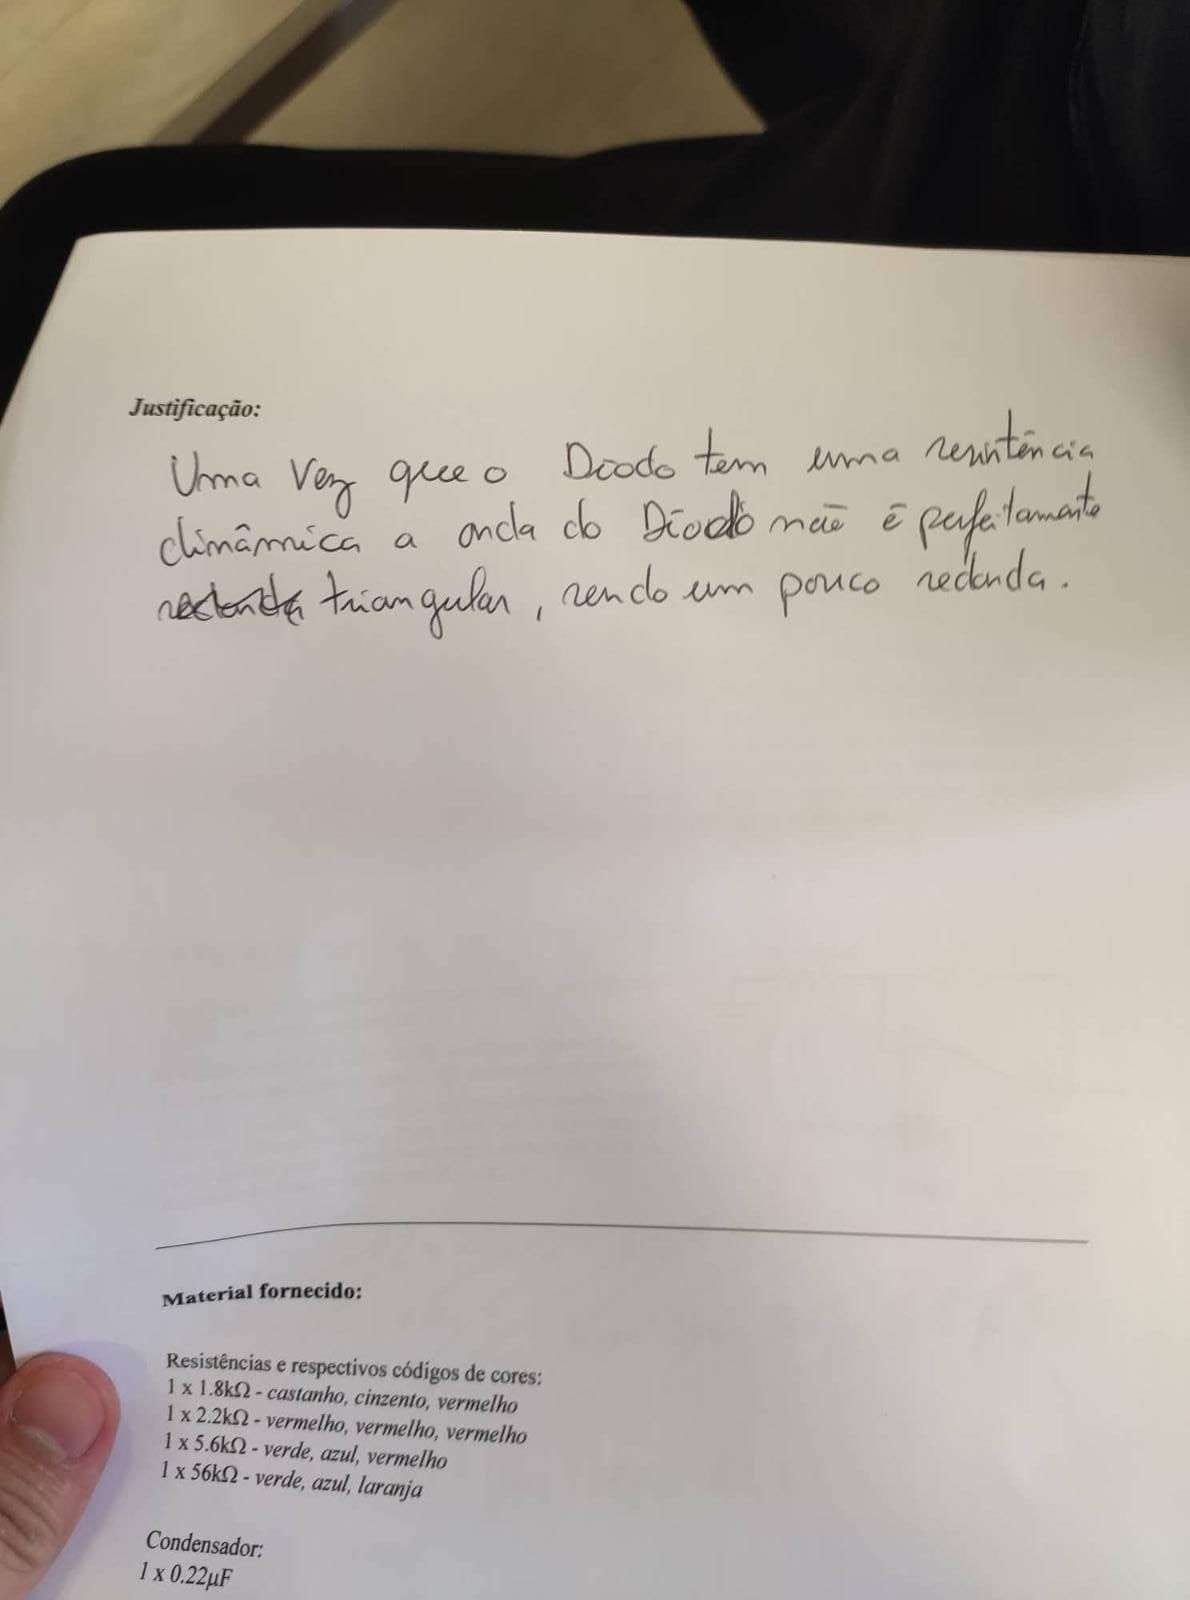 Justificação:
Uma vez que o Díodo tem uma resistência
dinâmica a onda do Díodo não é perfeitamente
redonda triangular, sendo um pouco redonda.
Material fornecido:
Resistências e respectivos códigos de cores:
1 x 1.8kΩ - castanho, cinzento, vermelho
1 x 2.2kΩ - vermelho, vermelho, vermelho
1 x 5.6kΩ - verde, azul, vermelho
1 x 56kΩ - verde, azul, laranja
Condensador:
1 x 0.22µF